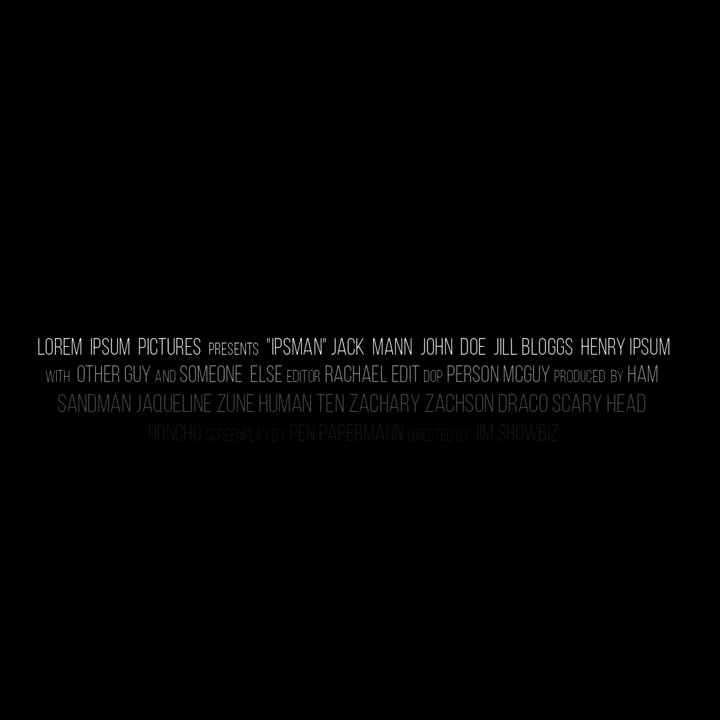 LOREM IPSUM PICTURES PRESENTS "IPSMAN" JACK MANN JOHN DOE JILL BLOGGS HENRY IPSUM
WITH OTHER GUY AND SOMEONE ELSE EDITOR RACHAEL EDIT DOP PERSON MCGUY PRODUCED BY HAM
SANDMAN JAQUELINE ZUNE HUMAN TEN ZACHARY ZACHSON DRACO SCARY HEAD
HONCHO SCREENPLAY BY PEN PAPERMANN DIRECTED BY JIM SHOWBIZ